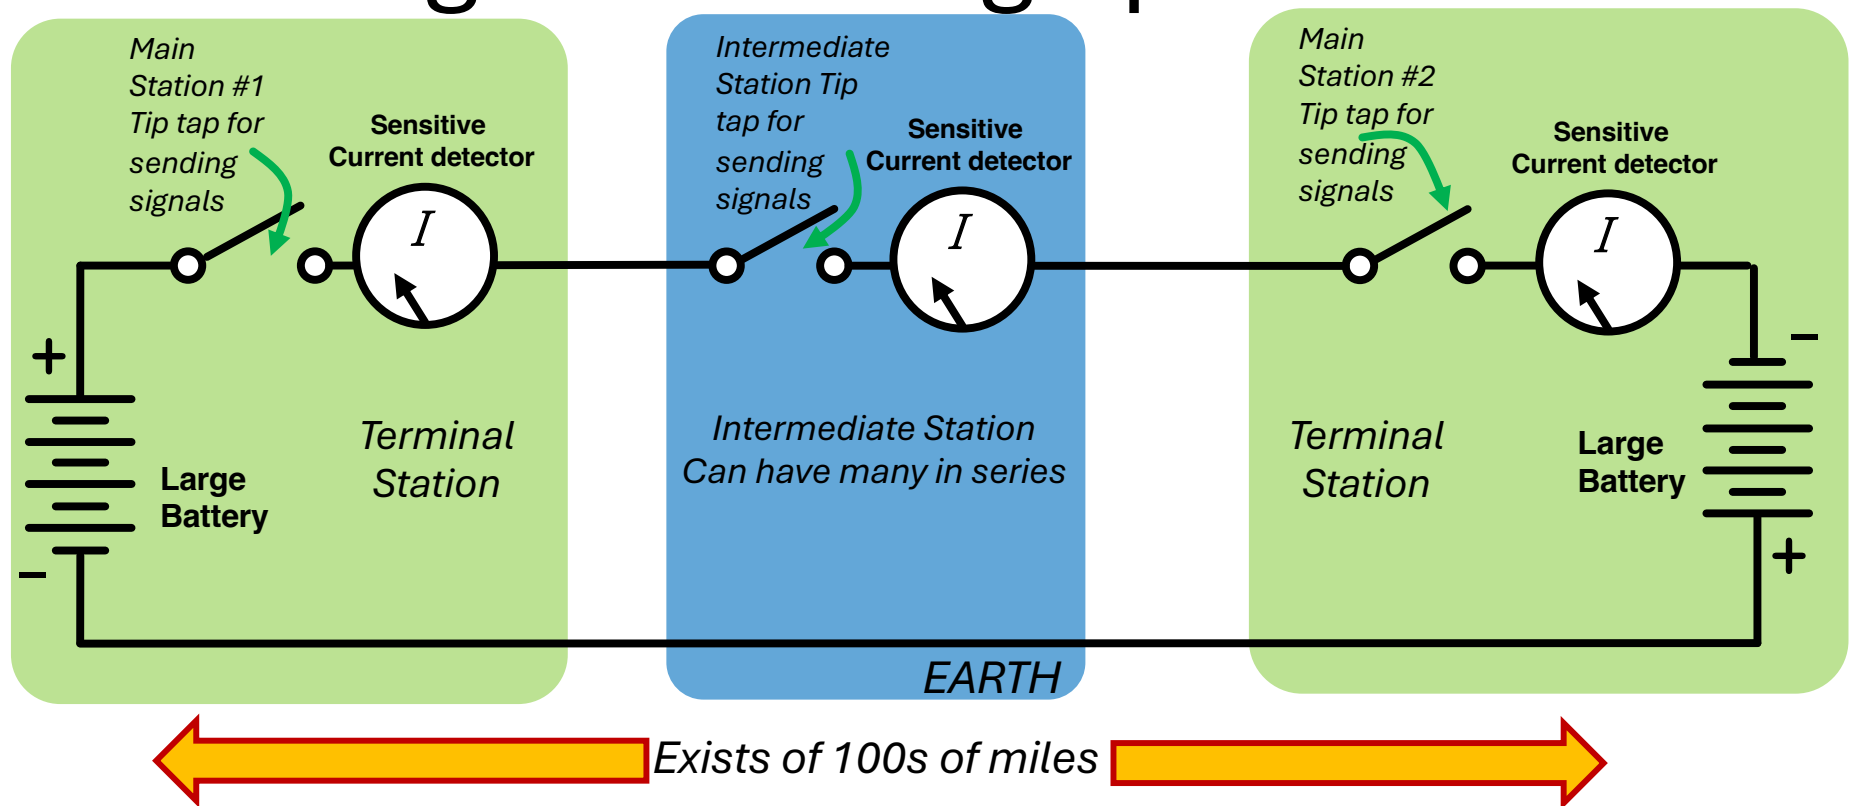 Main
Station #1
Tip tap for
sending
signals
Sensitive
Current detector
I
+
Terminal
Station
Large
Battery
–
Intermediate
Station Tip
tap for
sending
signals
Sensitive
Current detector
I
Intermediate Station
Can have many in series
EARTH
Main
Station #2
Tip tap for
sending
signals
Sensitive
Current detector
I
–
Terminal
Station
Large
Battery
+
Exists of 100s of miles